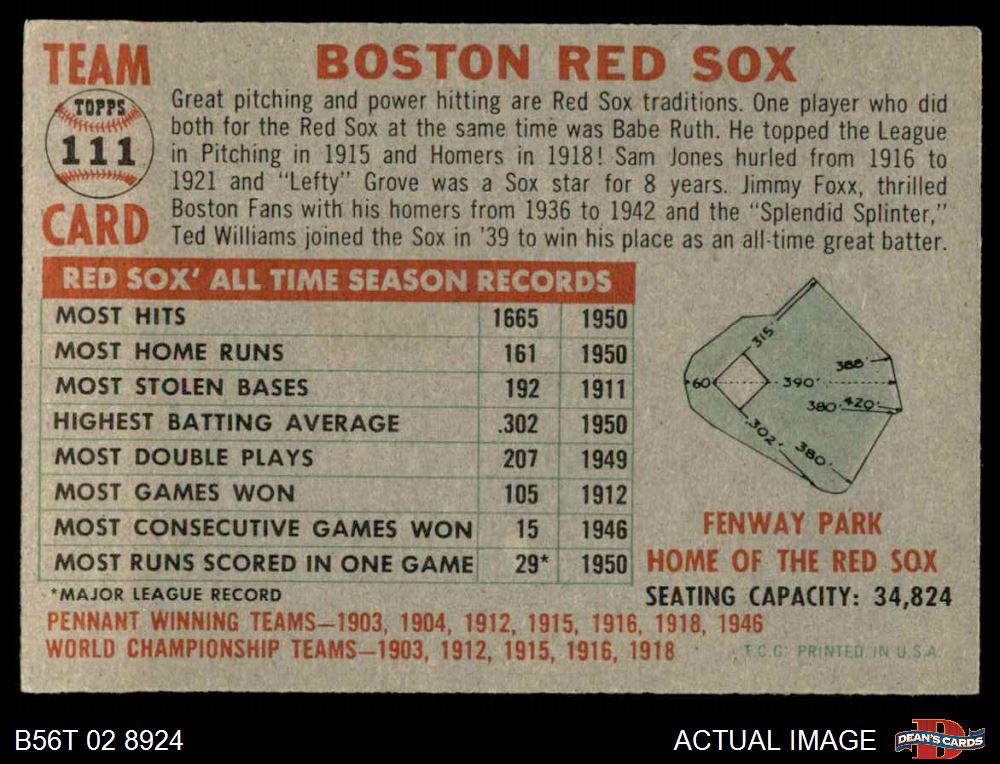 TEAM
TOPPS
111
CARD
BOSTON RED SOX
Great pitching and power hitting are Red Sox traditions. One player who did
both for the Red Sox at the same time was Babe Ruth. He topped the League
in Pitching in 1915 and Homers in 1918! Sam Jones hurled from 1916 to
1921 and "Lefty" Grove was a Sox star for 8 years. Jimmy Foxx, thrilled
Boston Fans with his homers from 1936 to 1942 and the "Splendid Splinter,"
Ted Williams joined the Sox in '39 to win his place as an all-time great batter.
RED SOX' ALL TIME SEASON RECORDS
MOST HITS 1665 1950
MOST HOME RUNS 161 1950
MOST STOLEN BASES 192 1911
HIGHEST BATTING AVERAGE .302 1950
MOST DOUBLE PLAYS 207 1949
MOST GAMES WON 105 1912
MOST CONSECUTIVE GAMES WON 15 1946
MOST RUNS SCORED IN ONE GAME 29* 1950
*MAJOR LEAGUE RECORD
315'
388'
60
390'
380'
420'
302'
380'
FENWAY PARK
HOME OF THE RED SOX
SEATING CAPACITY: 34,824
PENNANT WINNING TEAMS—1903, 1904, 1912, 1915, 1916, 1918, 1946
WORLD CHAMPIONSHIP TEAMS—1903, 1912, 1915, 1916, 1918
T.C.G. PRINTED IN U.S.A.
B56T 02 8924
ACTUAL IMAGE
DEAN'S CARDS